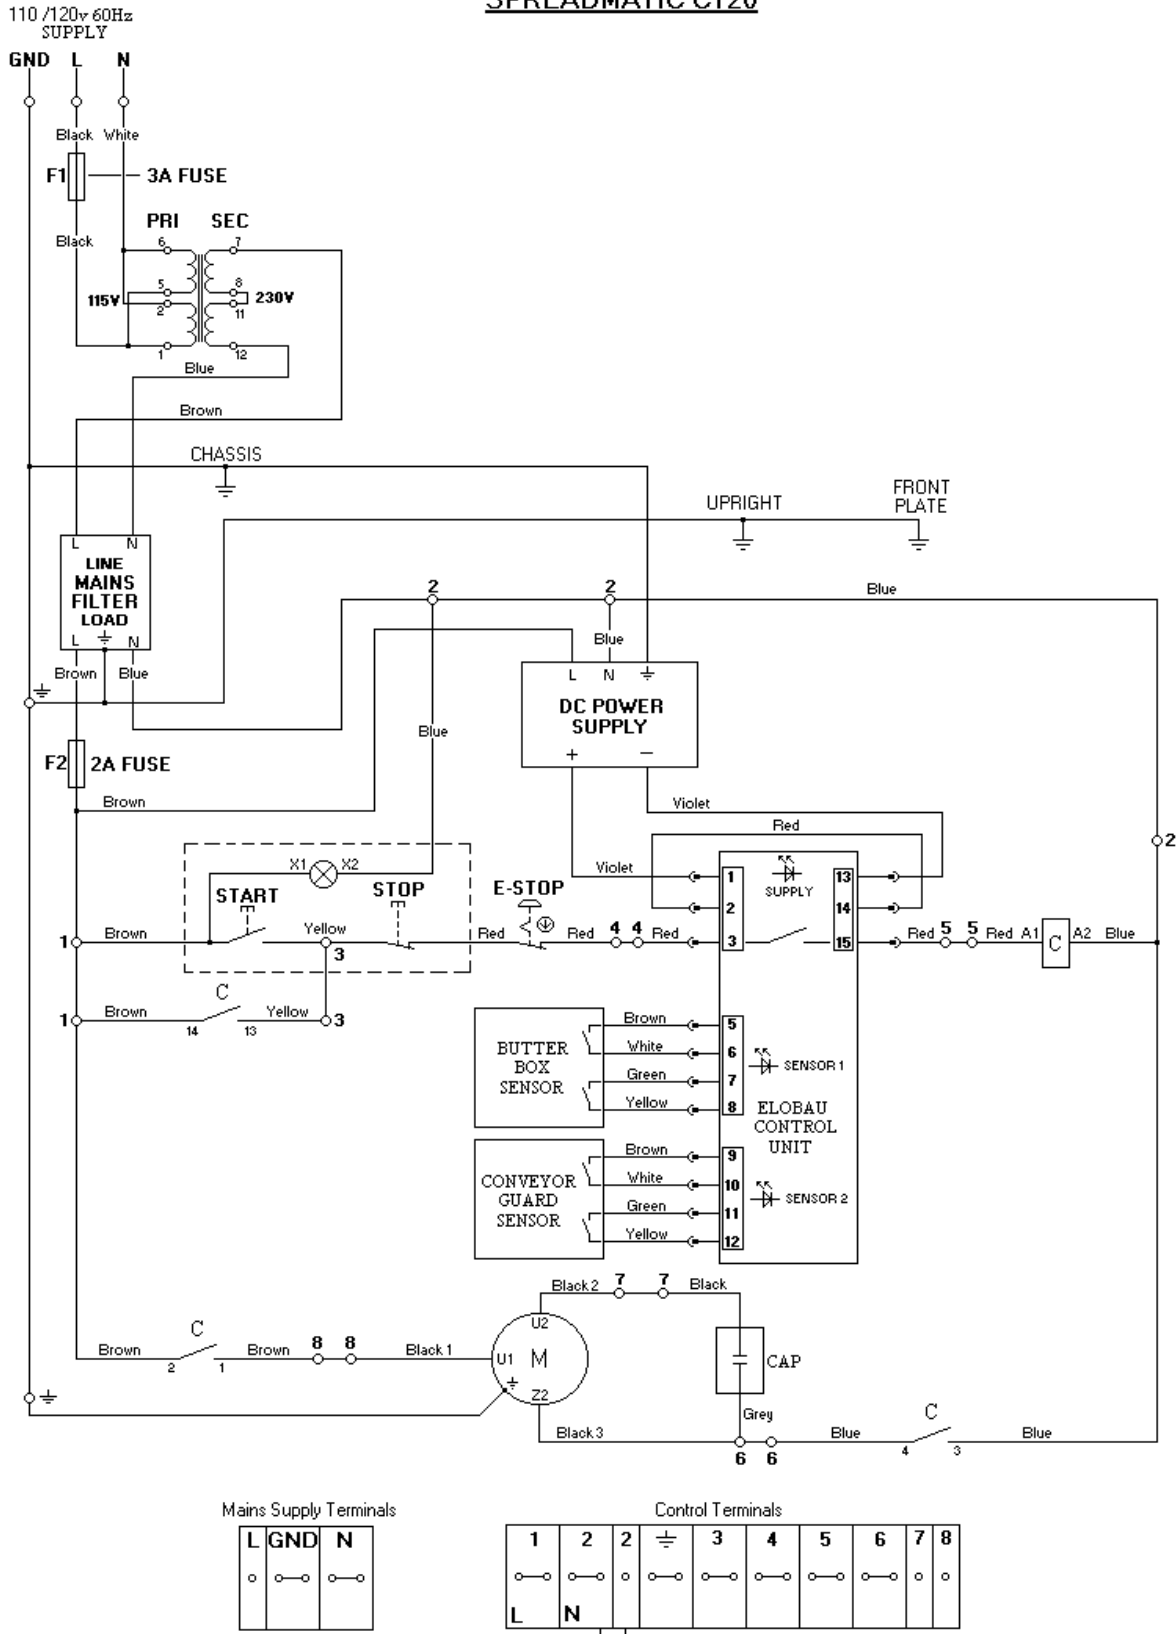 SPREADMATIC C120
110 /120v 60Hz
SUPPLY
GND L N
Black White
F1 3A FUSE
PRI SEC
Black
6 7
5 8
115V 230V
2 11
1 12
Blue
Brown
CHASSIS
FRONT
UPRIGHT PLATE
L N
LINE
MAINS
FILTER
LOAD
L N
2 2
Blue
Blue
Brown Blue
L N
DC POWER
SUPPLY
+ −
Blue
F2 2A FUSE
Brown
Violet
Red
X1 X2
Violet
START STOP E-STOP
1 SUPPLY 13
2 14
1 Brown Yellow Red Red 4 4 Red 3 15 Red 5 5 Red A1 C A2 Blue
2
3
C
1 Brown Yellow 3
14 13
BUTTER
BOX
SENSOR
Brown 5
White 6
Green 7
Yellow 8
SENSOR 1
ELOBAU
CONTROL
UNIT
CONVEYOR
GUARD
SENSOR
Brown 9
White 10
Green 11
Yellow 12
SENSOR 2
Black 2 7 7 Black
U2
C
Brown Brown 8 8 Black 1 U1 M CAP
2 1
Z2
Grey
C
Black 3 Blue Blue
6 6 4 3
Mains Supply Terminals
L GND N
Control Terminals
1 2 2 3 4 5 6 7 8
L N